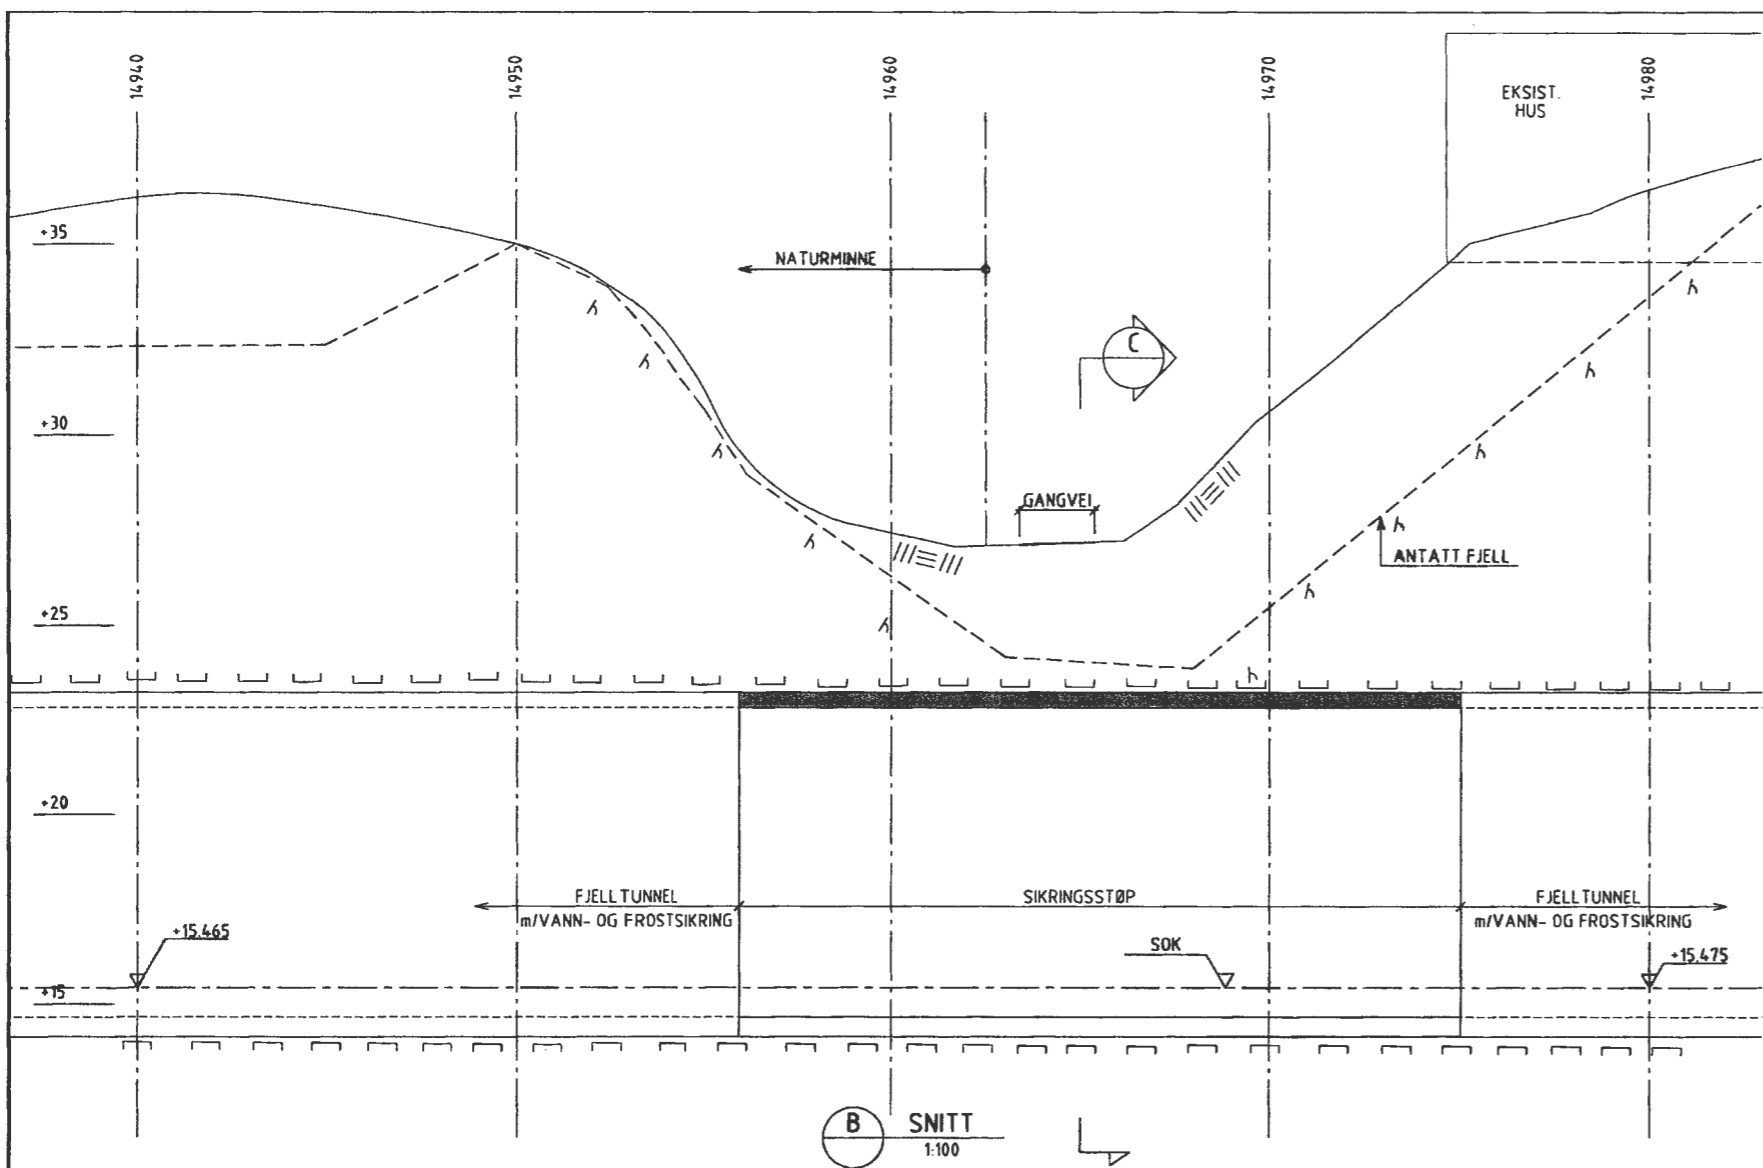 14940
14950
14960
14970
14980
EKSIST.
HUS
+35
NATURMINNE
C
+30
GANGVEI
ANTATT FJELL
+25
+20
FJELLTUNNEL
m/VANN- OG FROSTSIKRING
SIKRINGSSTØP
FJELLTUNNEL
m/VANN- OG FROSTSIKRING
+15.465
SOK
+15.475
+15
B
SNITT
1:100